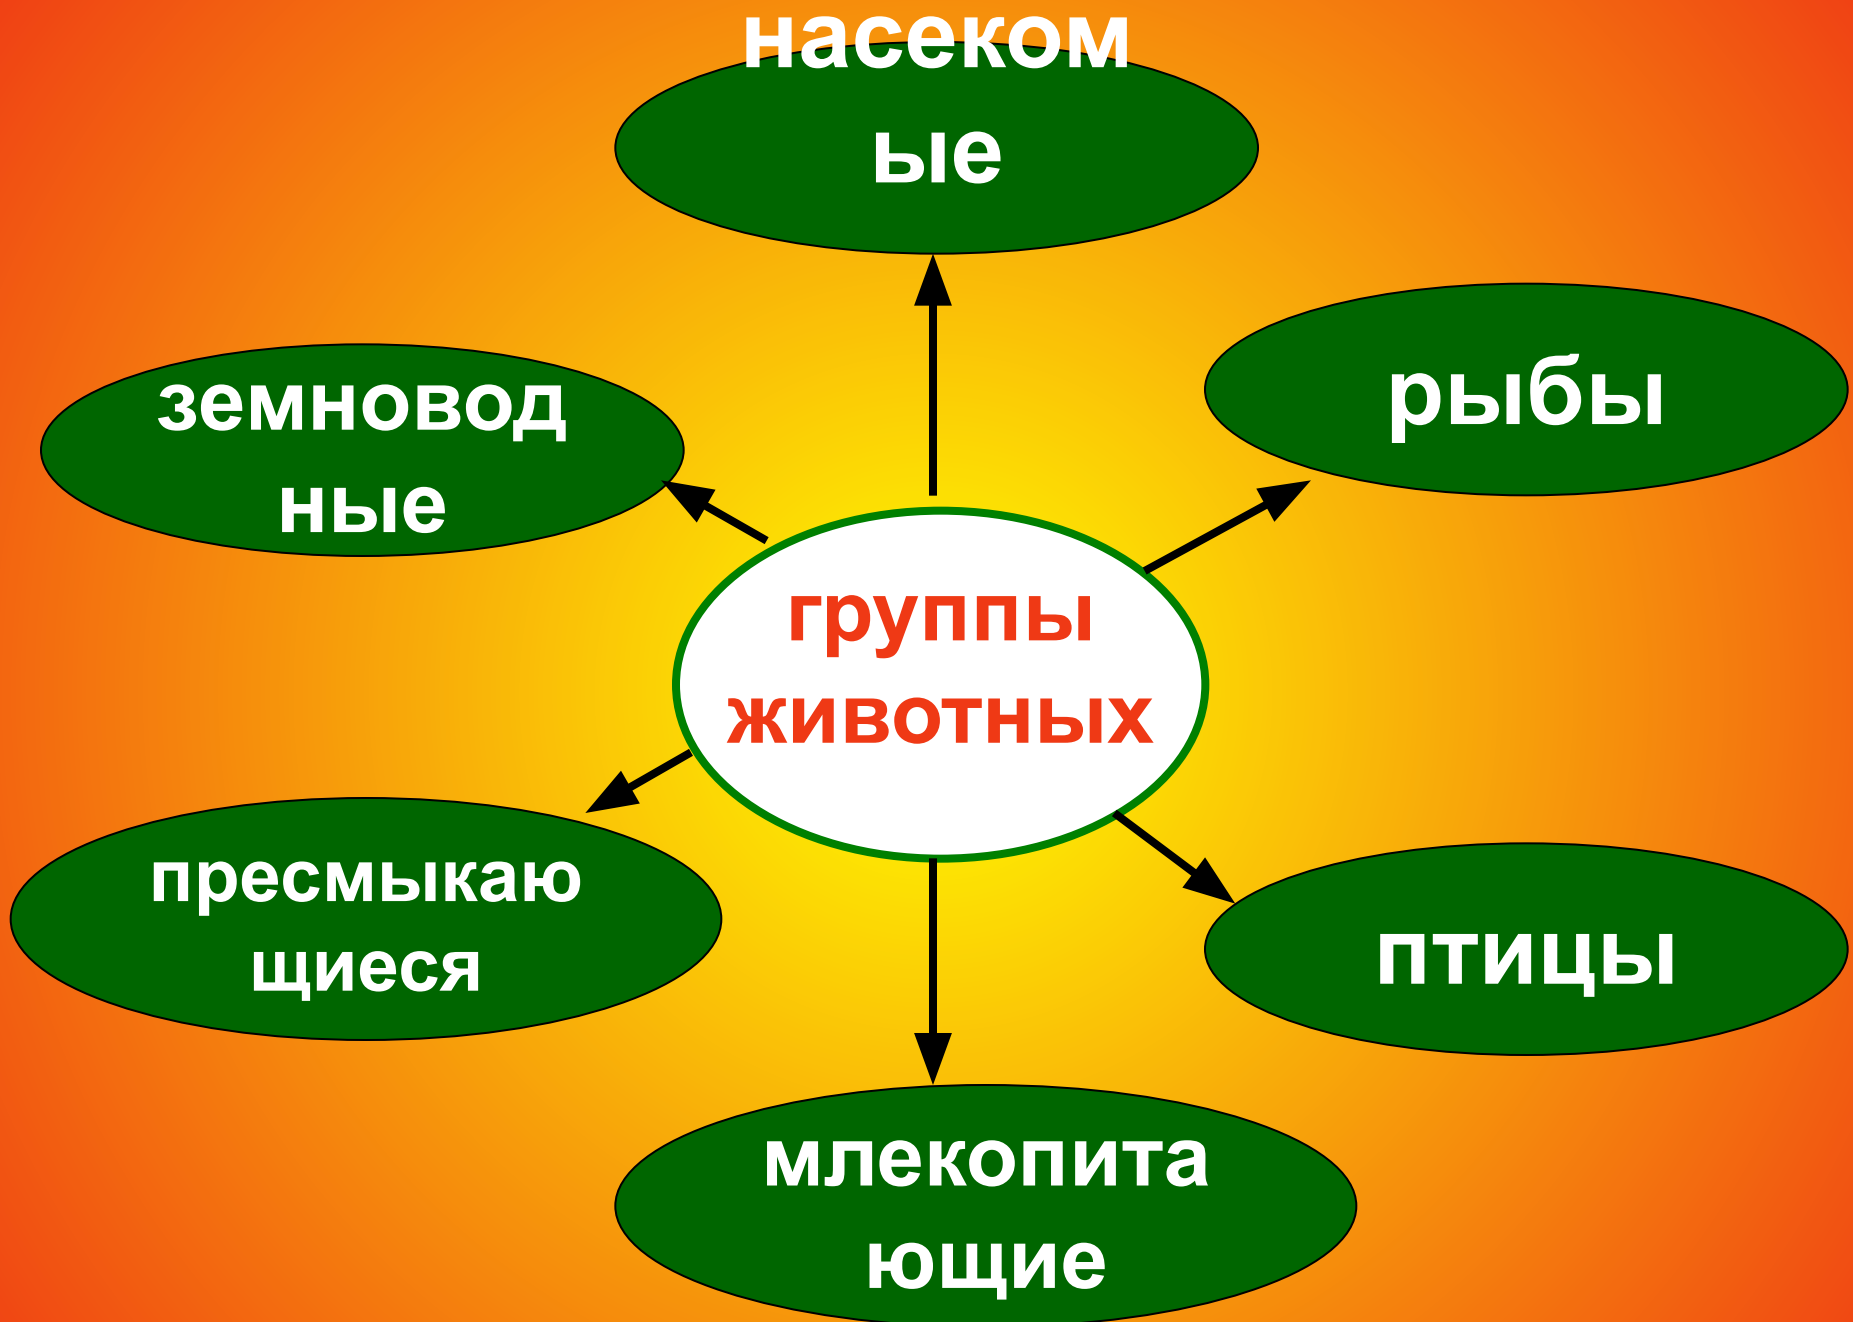 насеком
ые
рыбы
земновод
ные
группы
животных
пресмыкаю
щиеся
птицы
млекопита
ющие